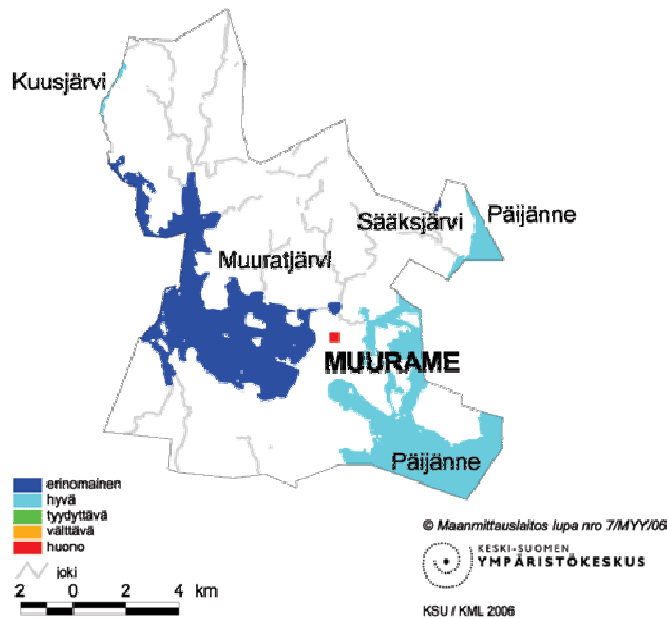 Kuusjärvi
Sääksjärvi
Päijänne
Muuratjärvi
MUURAME
Päijänne
erinomainen
hyvä
tyydyttävä
välttävä
huono
joki
2 0 2 4 km
© Maanmittauslaitos lupa nro 7/MYY/06
KESKI-SUOMEN
YMPÄRISTÖKESKUS
KSU / KML 2006